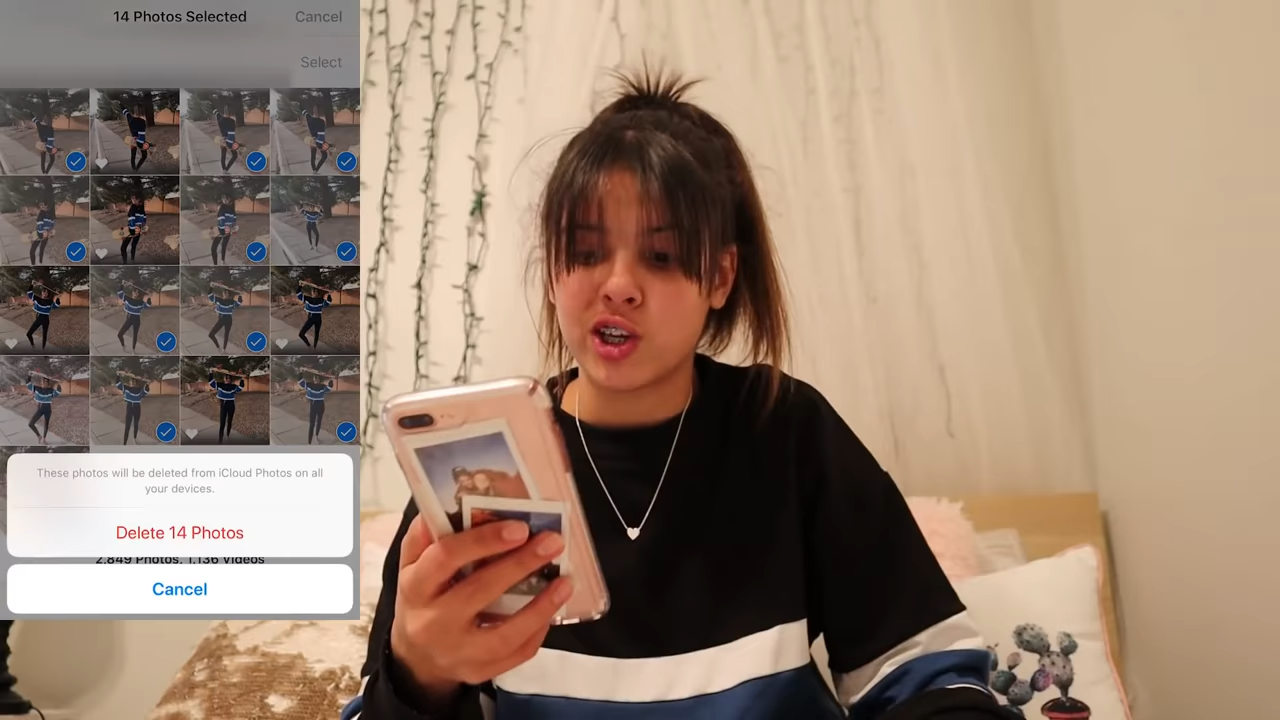 14 Photos Selected
Cancel
Select
These photos will be deleted from iCloud Photos on all
your devices.
Delete 14 Photos
2,849 Photos, 1,136 Videos
Cancel